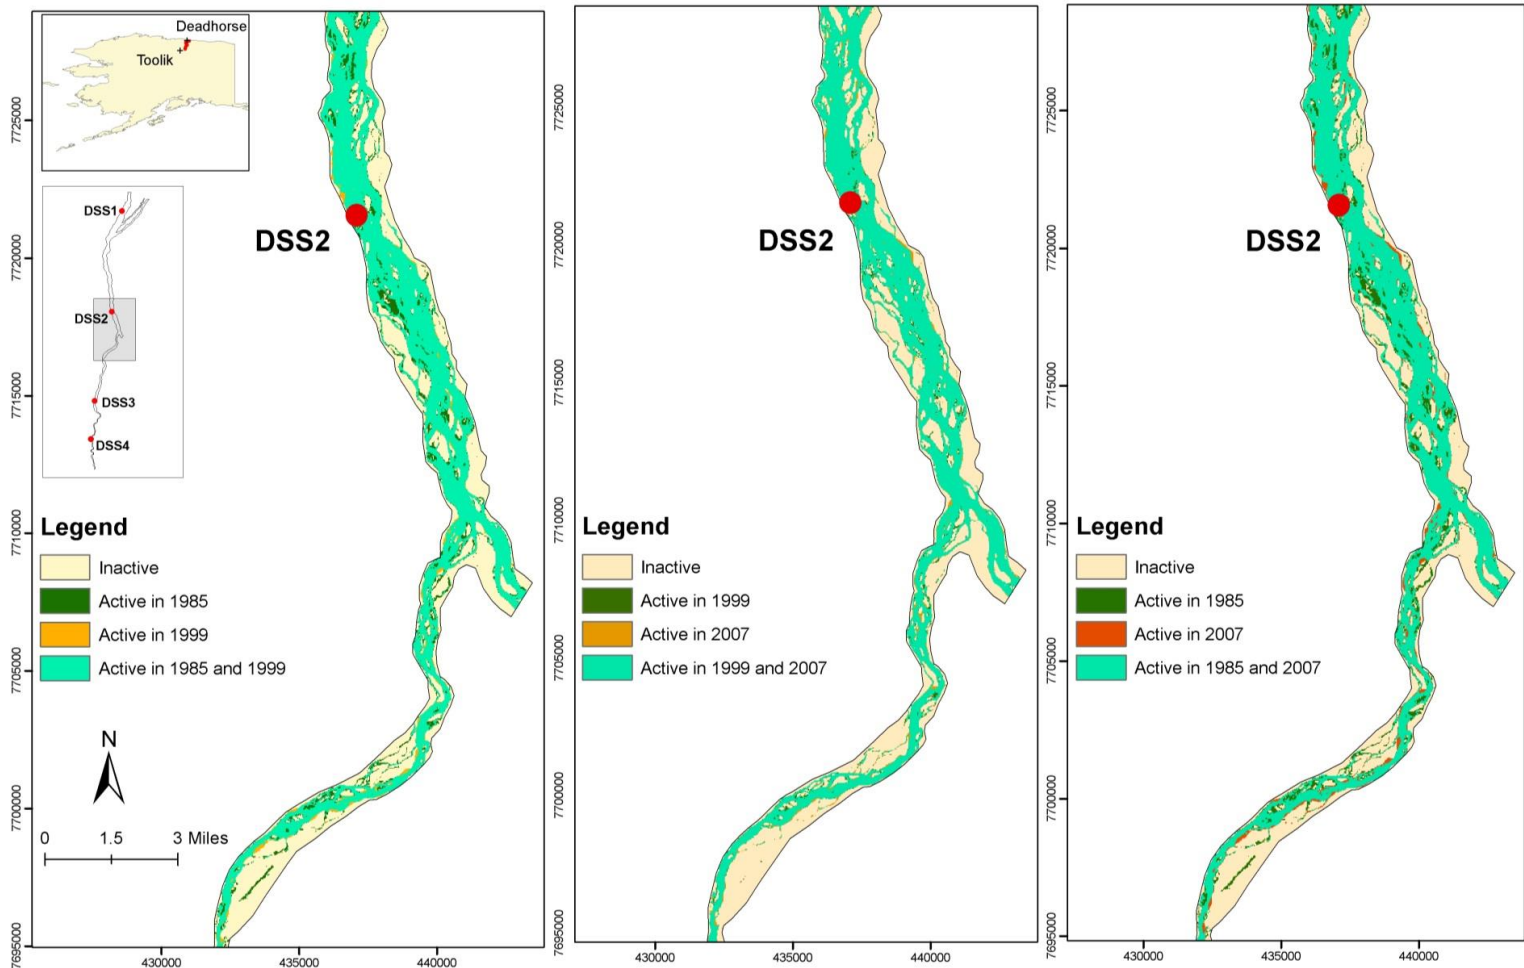 Deadhorse
Toolik
DSS1
DSS2
DSS3
DSS4
DSS2
Legend
Inactive
Active in 1985
Active in 1999
Active in 1985 and 1999
N
0 1.5 3 Miles
7725000
7720000
7715000
7710000
7705000
7700000
7695000
430000 435000 440000
DSS2
Legend
Inactive
Active in 1999
Active in 2007
Active in 1999 and 2007
7725000
7720000
7715000
7710000
7705000
7700000
7695000
430000 435000 440000
DSS2
Legend
Inactive
Active in 1985
Active in 2007
Active in 1985 and 2007
7725000
7720000
7715000
7710000
7705000
7700000
7695000
430000 435000 440000